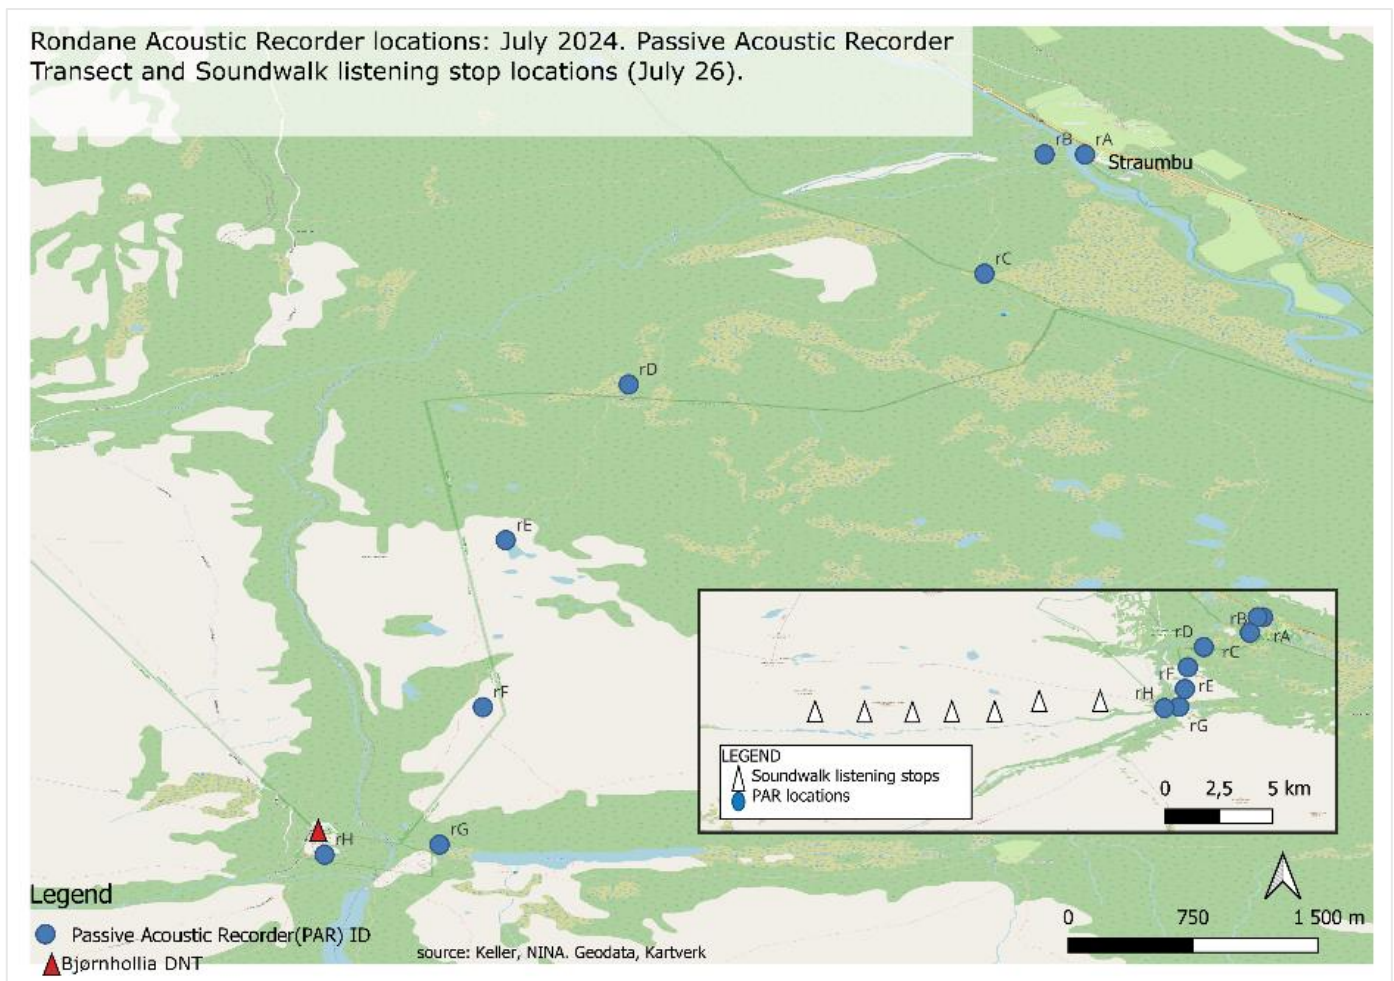 Rondane Acoustic Recorder locations: July 2024. Passive Acoustic Recorder
Transect and Soundwalk listening stop locations (July 26).
rB
rA
Straumbu
rC
rD
rE
rF
rG
rH
rB
rA
rD
rC
rF
rE
rH
rG
LEGEND
Soundwalk listening stops
PAR locations
0 2,5 5 km
Legend
Passive Acoustic Recorder(PAR) ID
Bjørnhollia DNT
source: Keller, NINA. Geodata, Kartverk
0 750 1 500 m